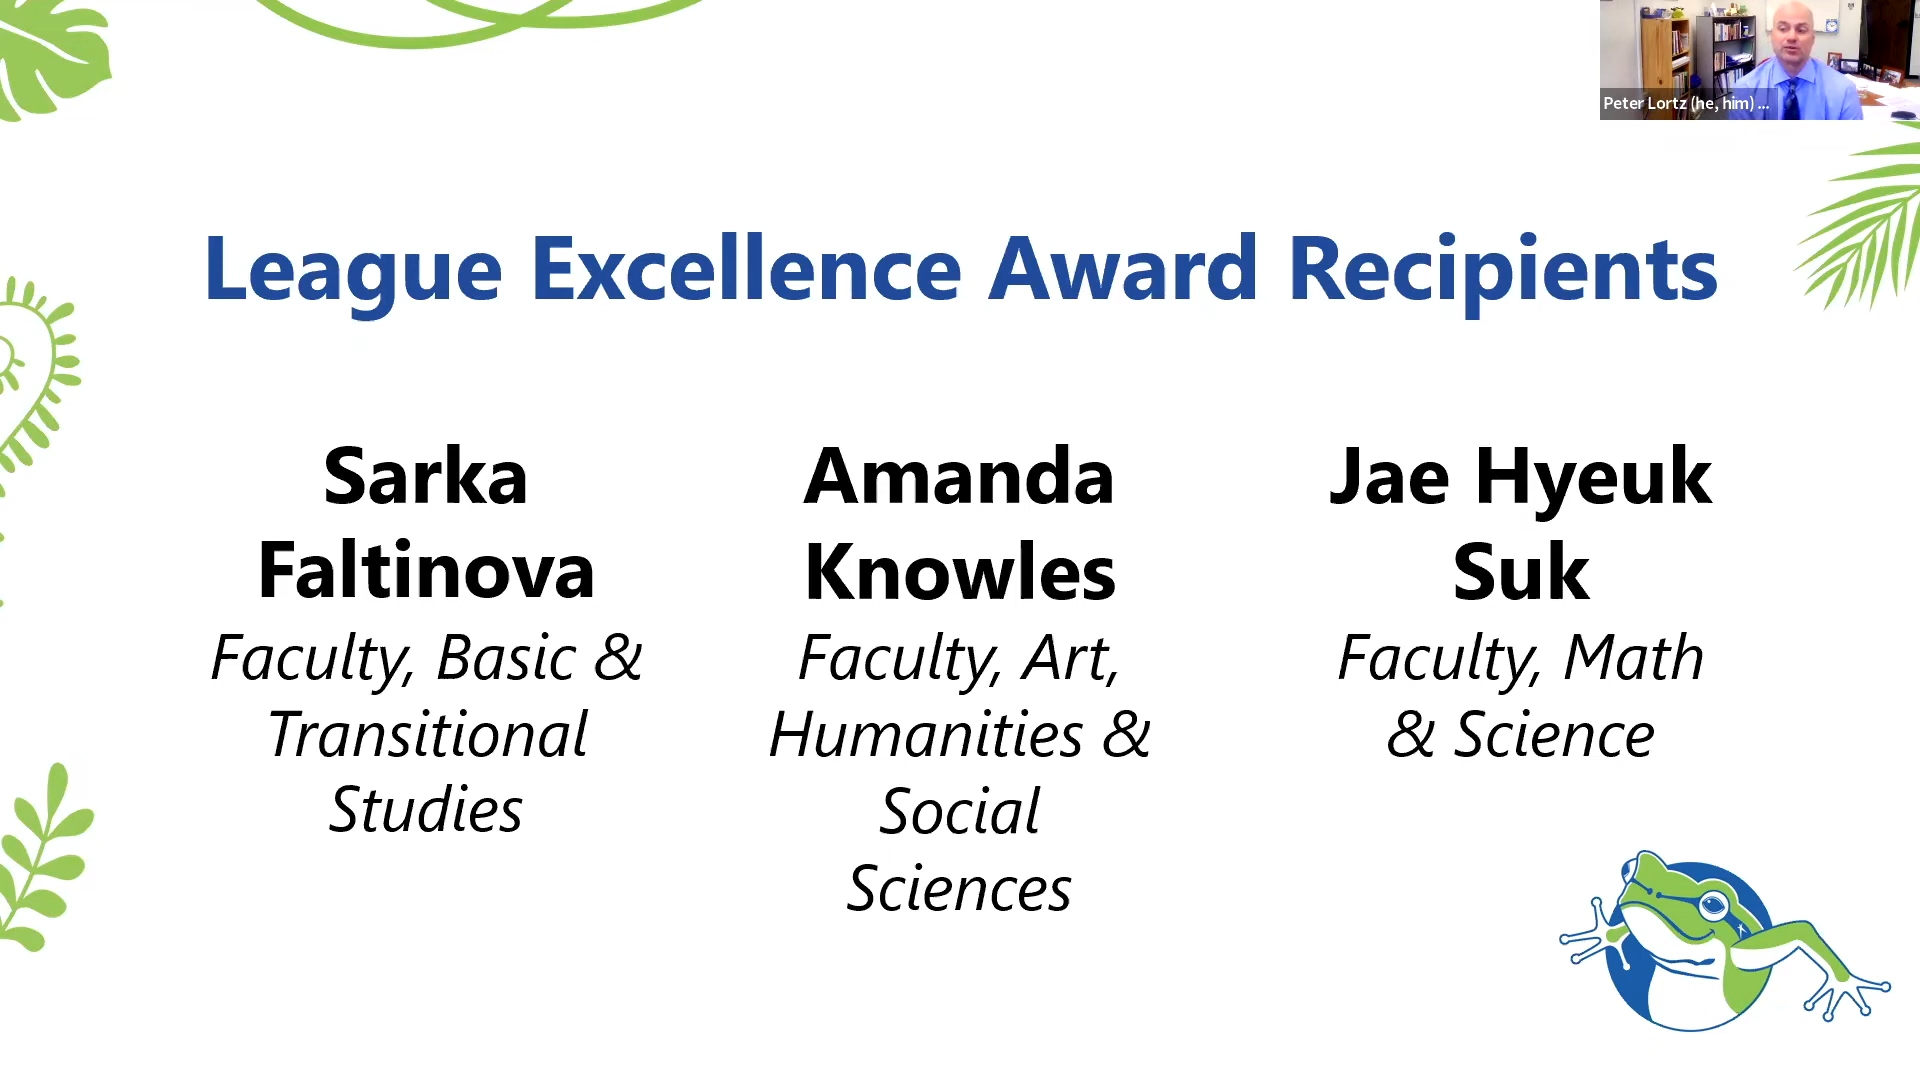 Peter Lortz (he, him) ...
League Excellence Award Recipients
Sarka
Faltinova
Faculty, Basic &
Transitional
Studies
Amanda
Knowles
Faculty, Art,
Humanities &
Social
Sciences
Jae Hyeuk
Suk
Faculty, Math
& Science